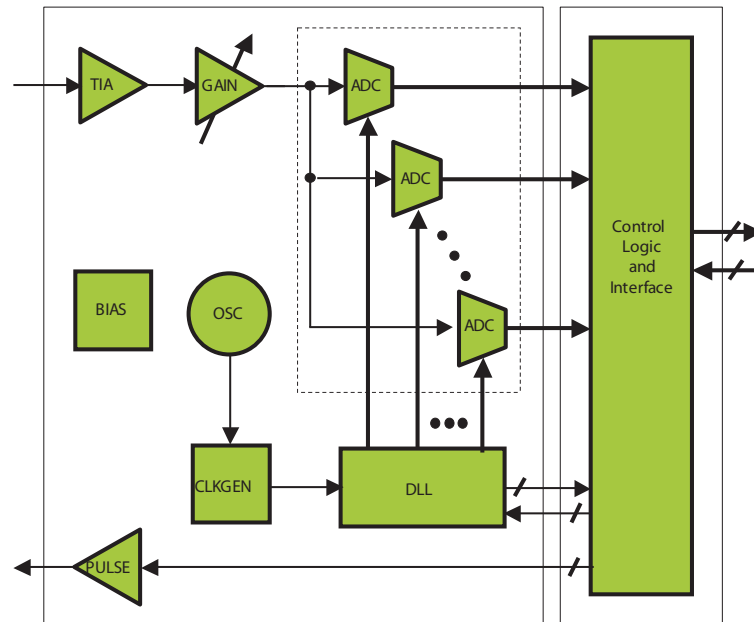 TIA
GAIN
ADC
ADC
Control
Logic
and
Interface
BIAS
OSC
ADC
CLKGEN
DLL
PULSE